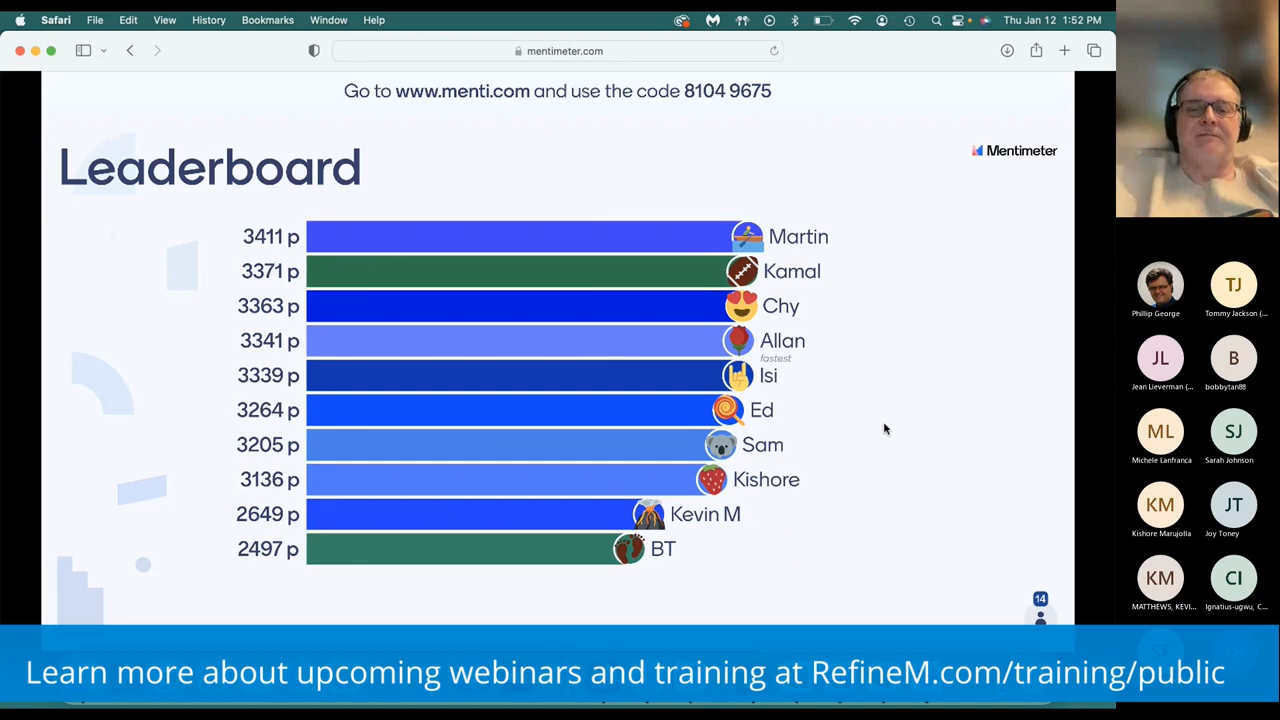 Safari File Edit View History Bookmarks Window Help Thu Jan 12 1:52 PM
mentimeter.com
Go to www.menti.com and use the code 8104 9675
Leaderboard
Mentimeter
3411 p Martin
3371 p Kamal
3363 p Chy
3341 p Allan
fastest
3339 p Isi
3264 p Ed
3205 p Sam
3136 p Kishore
2649 p Kevin M
2497 p BT
14
Phillip George
TJ
Tommy Jackson (...
JL
Jean Lieverman (...
B
bobbytan88
ML
Michele Lanfranca
SJ
Sarah Johnson
KM
Kishore Marujolla
JT
Joy Toney
KM
MATTHEWS, KEVI...
CI
Ignatius-ugwu, C...
Learn more about upcoming webinars and training at RefineM.com/training/public